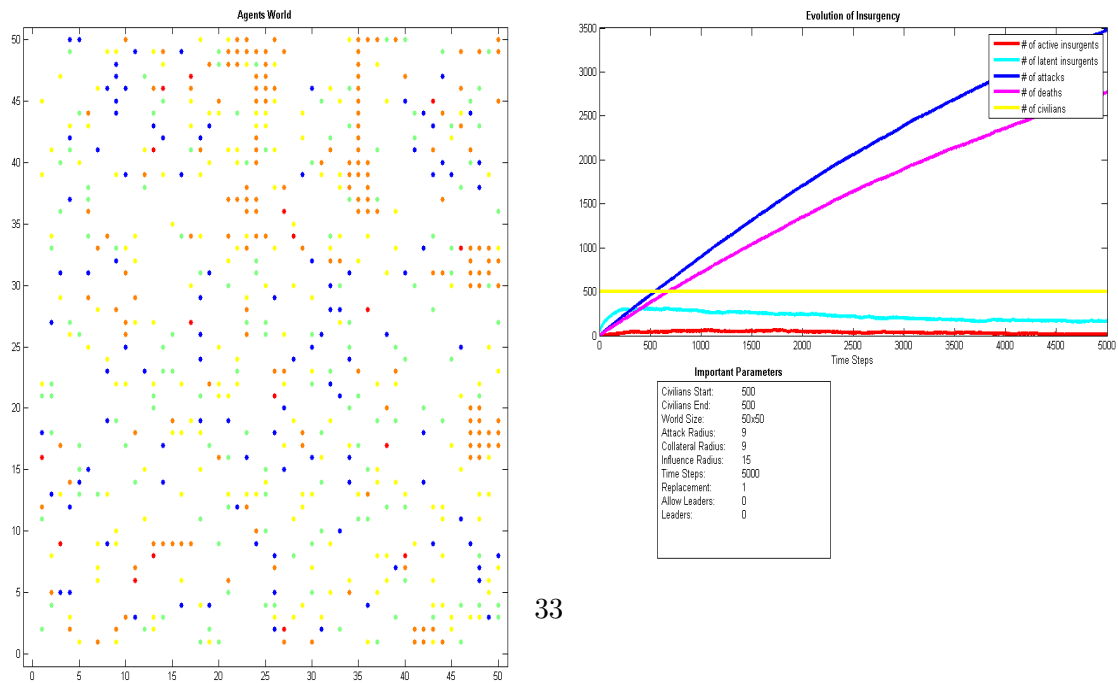 Agents World
50
45
40
35
30
25
20
15
10
5
0
0 5 10 15 20 25 30 35 40 45 50
Evolution of Insurgency
3500
3000
2500
2000
1500
1000
500
0
0 500 1000 1500 2000 2500 3000 3500 4000 4500 5000
Time Steps
# of active insurgents
# of latent insurgents
# of attacks
# of deaths
# of civilians
Important Parameters
Civilians Start: 500
Civilians End: 500
World Size: 50x50
Attack Radius: 9
Collateral Radius: 9
Influence Radius: 15
Time Steps: 5000
Replacement: 1
Allow Leaders: 0
Leaders: 0
33